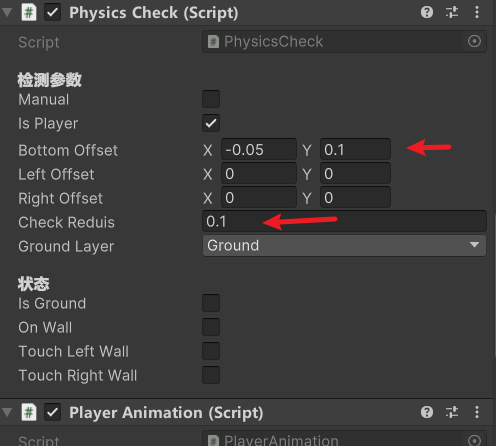 Physics Check (Script)
Script PhysicsCheck
检测参数
Manual
Is Player
Bottom Offset X -0.05 Y 0.1
Left Offset X 0 Y 0
Right Offset X 0 Y 0
Check Reduis 0.1
Ground Layer Ground
状态
Is Ground
On Wall
Touch Left Wall
Touch Right Wall
Player Animation (Script)
Script PlayerAnimation